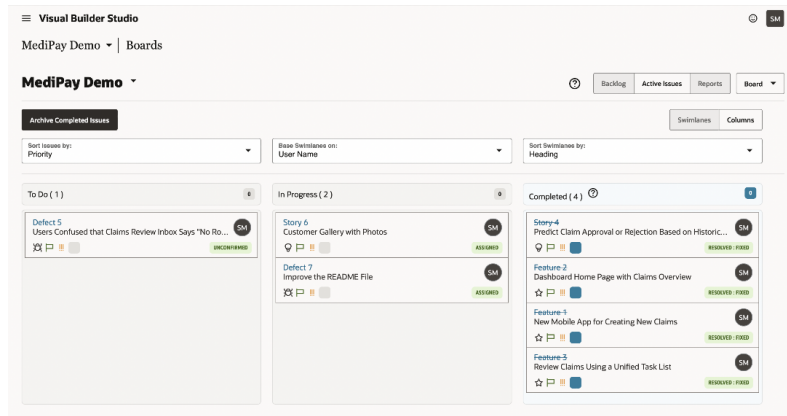 Visual Builder Studio
SM
MediPay Demo
Boards
MediPay Demo
Backlog
Active Issues
Reports
Board
Archive Completed Issues
Swimlanes
Columns
Sort Issues by:
Priority
Base Swimlanes on:
User Name
Sort Swimlanes by:
Heading
To Do ( 1 )
0
In Progress ( 2 )
0
Completed ( 4 )
0
Defect 5
Users Confused that Claims Review Inbox Says "No Ro...
SM
UNCONFIRMED
Story 6
Customer Gallery with Photos
SM
ASSIGNED
Defect 7
Improve the README File
SM
ASSIGNED
Story 4
Predict Claim Approval or Rejection Based on Historic...
SM
RESOLVED : FIXED
Feature 2
Dashboard Home Page with Claims Overview
SM
RESOLVED : FIXED
Feature 1
New Mobile App for Creating New Claims
SM
RESOLVED : FIXED
Feature 3
Review Claims Using a Unified Task List
SM
RESOLVED : FIXED